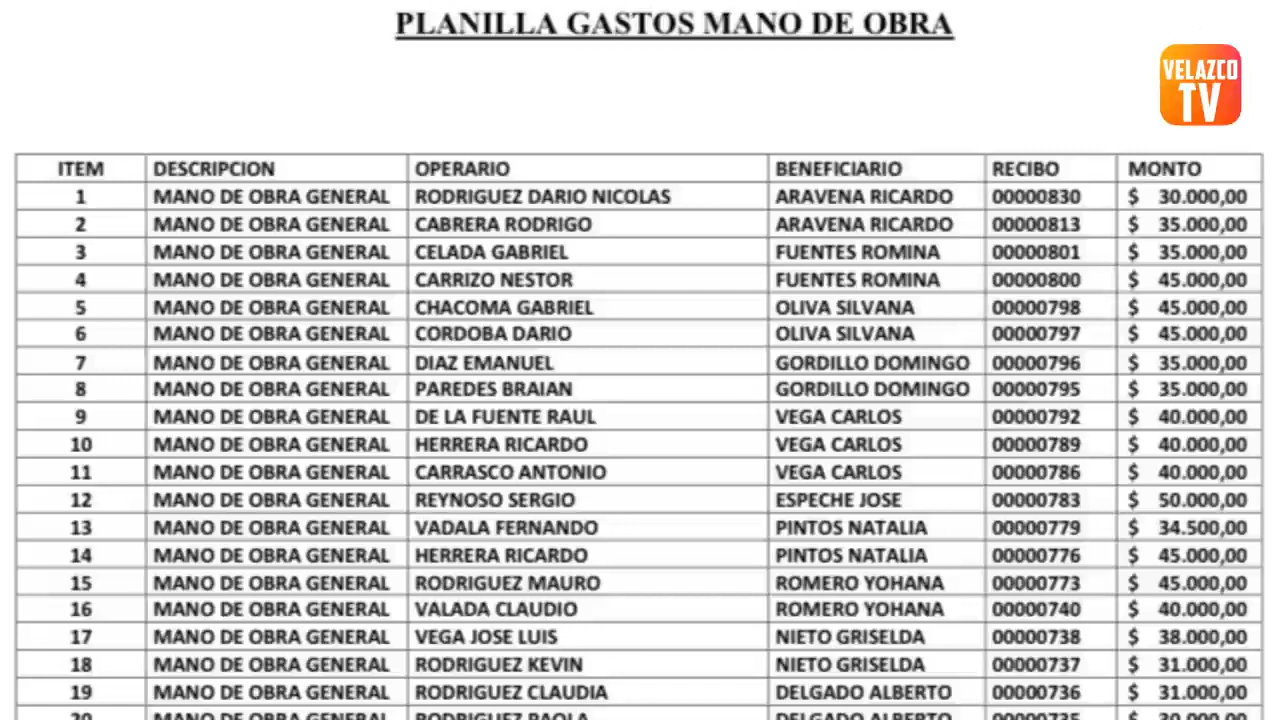 PLANILLA GASTOS MANO DE OBRA
VELAZCO
TV
ITEM DESCRIPCION OPERARIO BENEFICIARIO RECIBO MONTO
1 MANO DE OBRA GENERAL RODRIGUEZ DARIO NICOLAS ARAVENA RICARDO 00000830 $ 30.000,00
2 MANO DE OBRA GENERAL CABRERA RODRIGO ARAVENA RICARDO 00000813 $ 35.000,00
3 MANO DE OBRA GENERAL CELADA GABRIEL FUENTES ROMINA 00000801 $ 35.000,00
4 MANO DE OBRA GENERAL CARRIZO NESTOR FUENTES ROMINA 00000800 $ 45.000,00
5 MANO DE OBRA GENERAL CHACOMA GABRIEL OLIVA SILVANA 00000798 $ 45.000,00
6 MANO DE OBRA GENERAL CORDOBA DARIO OLIVA SILVANA 00000797 $ 45.000,00
7 MANO DE OBRA GENERAL DIAZ EMANUEL GORDILLO DOMINGO 00000796 $ 35.000,00
8 MANO DE OBRA GENERAL PAREDES BRAIAN GORDILLO DOMINGO 00000795 $ 35.000,00
9 MANO DE OBRA GENERAL DE LA FUENTE RAUL VEGA CARLOS 00000792 $ 40.000,00
10 MANO DE OBRA GENERAL HERRERA RICARDO VEGA CARLOS 00000789 $ 40.000,00
11 MANO DE OBRA GENERAL CARRASCO ANTONIO VEGA CARLOS 00000786 $ 40.000,00
12 MANO DE OBRA GENERAL REYNOSO SERGIO ESPECHE JOSE 00000783 $ 50.000,00
13 MANO DE OBRA GENERAL VADALA FERNANDO PINTOS NATALIA 00000779 $ 34.500,00
14 MANO DE OBRA GENERAL HERRERA RICARDO PINTOS NATALIA 00000776 $ 45.000,00
15 MANO DE OBRA GENERAL RODRIGUEZ MAURO ROMERO YOHANA 00000773 $ 45.000,00
16 MANO DE OBRA GENERAL VALADA CLAUDIO ROMERO YOHANA 00000740 $ 40.000,00
17 MANO DE OBRA GENERAL VEGA JOSE LUIS NIETO GRISELDA 00000738 $ 38.000,00
18 MANO DE OBRA GENERAL RODRIGUEZ KEVIN NIETO GRISELDA 00000737 $ 31.000,00
19 MANO DE OBRA GENERAL RODRIGUEZ CLAUDIA DELGADO ALBERTO 00000736 $ 31.000,00
20 MANO DE OBRA GENERAL RODRIGUEZ PAOLA DELGADO ALBERTO 00000735 $ 30.000,00